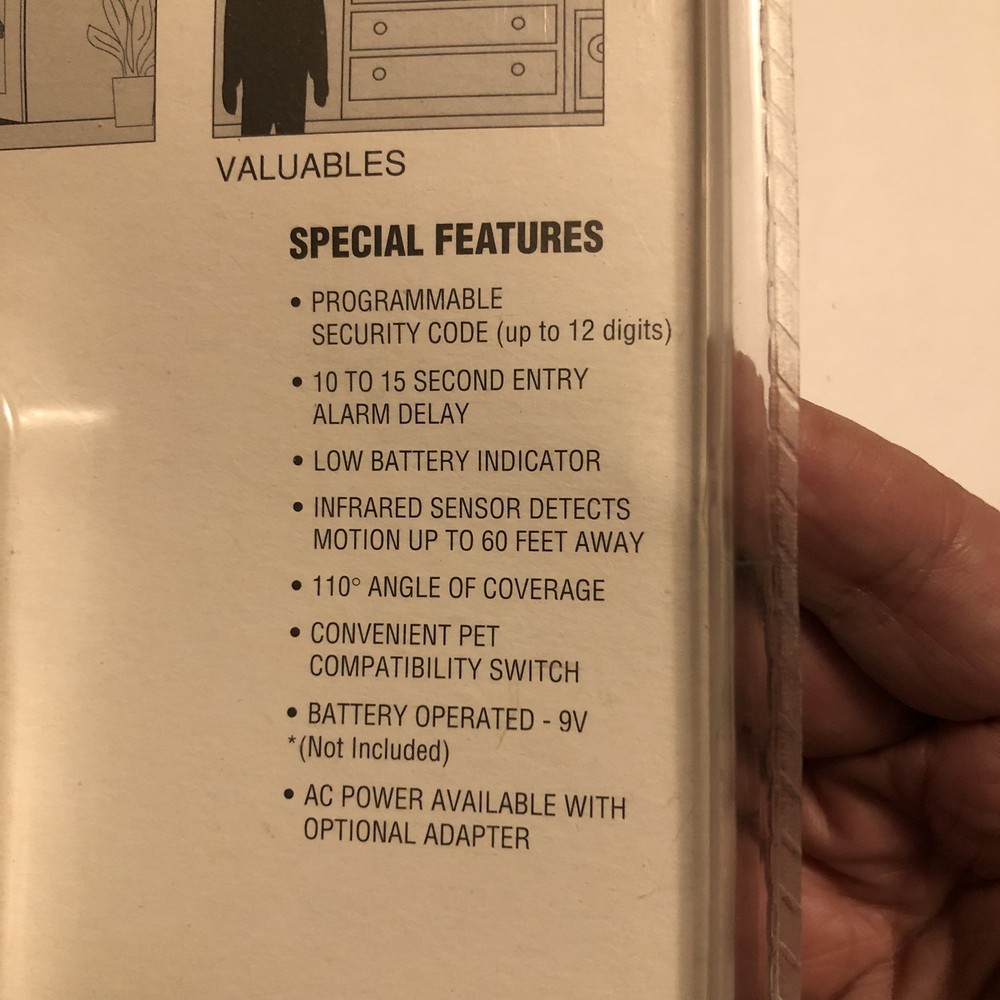 VALUABLES
SPECIAL FEATURES
• PROGRAMMABLE
SECURITY CODE (up to 12 digits)
• 10 TO 15 SECOND ENTRY
ALARM DELAY
• LOW BATTERY INDICATOR
• INFRARED SENSOR DETECTS
MOTION UP TO 60 FEET AWAY
• 110° ANGLE OF COVERAGE
• CONVENIENT PET
COMPATIBILITY SWITCH
• BATTERY OPERATED - 9V
*(Not Included)
• AC POWER AVAILABLE WITH
OPTIONAL ADAPTER